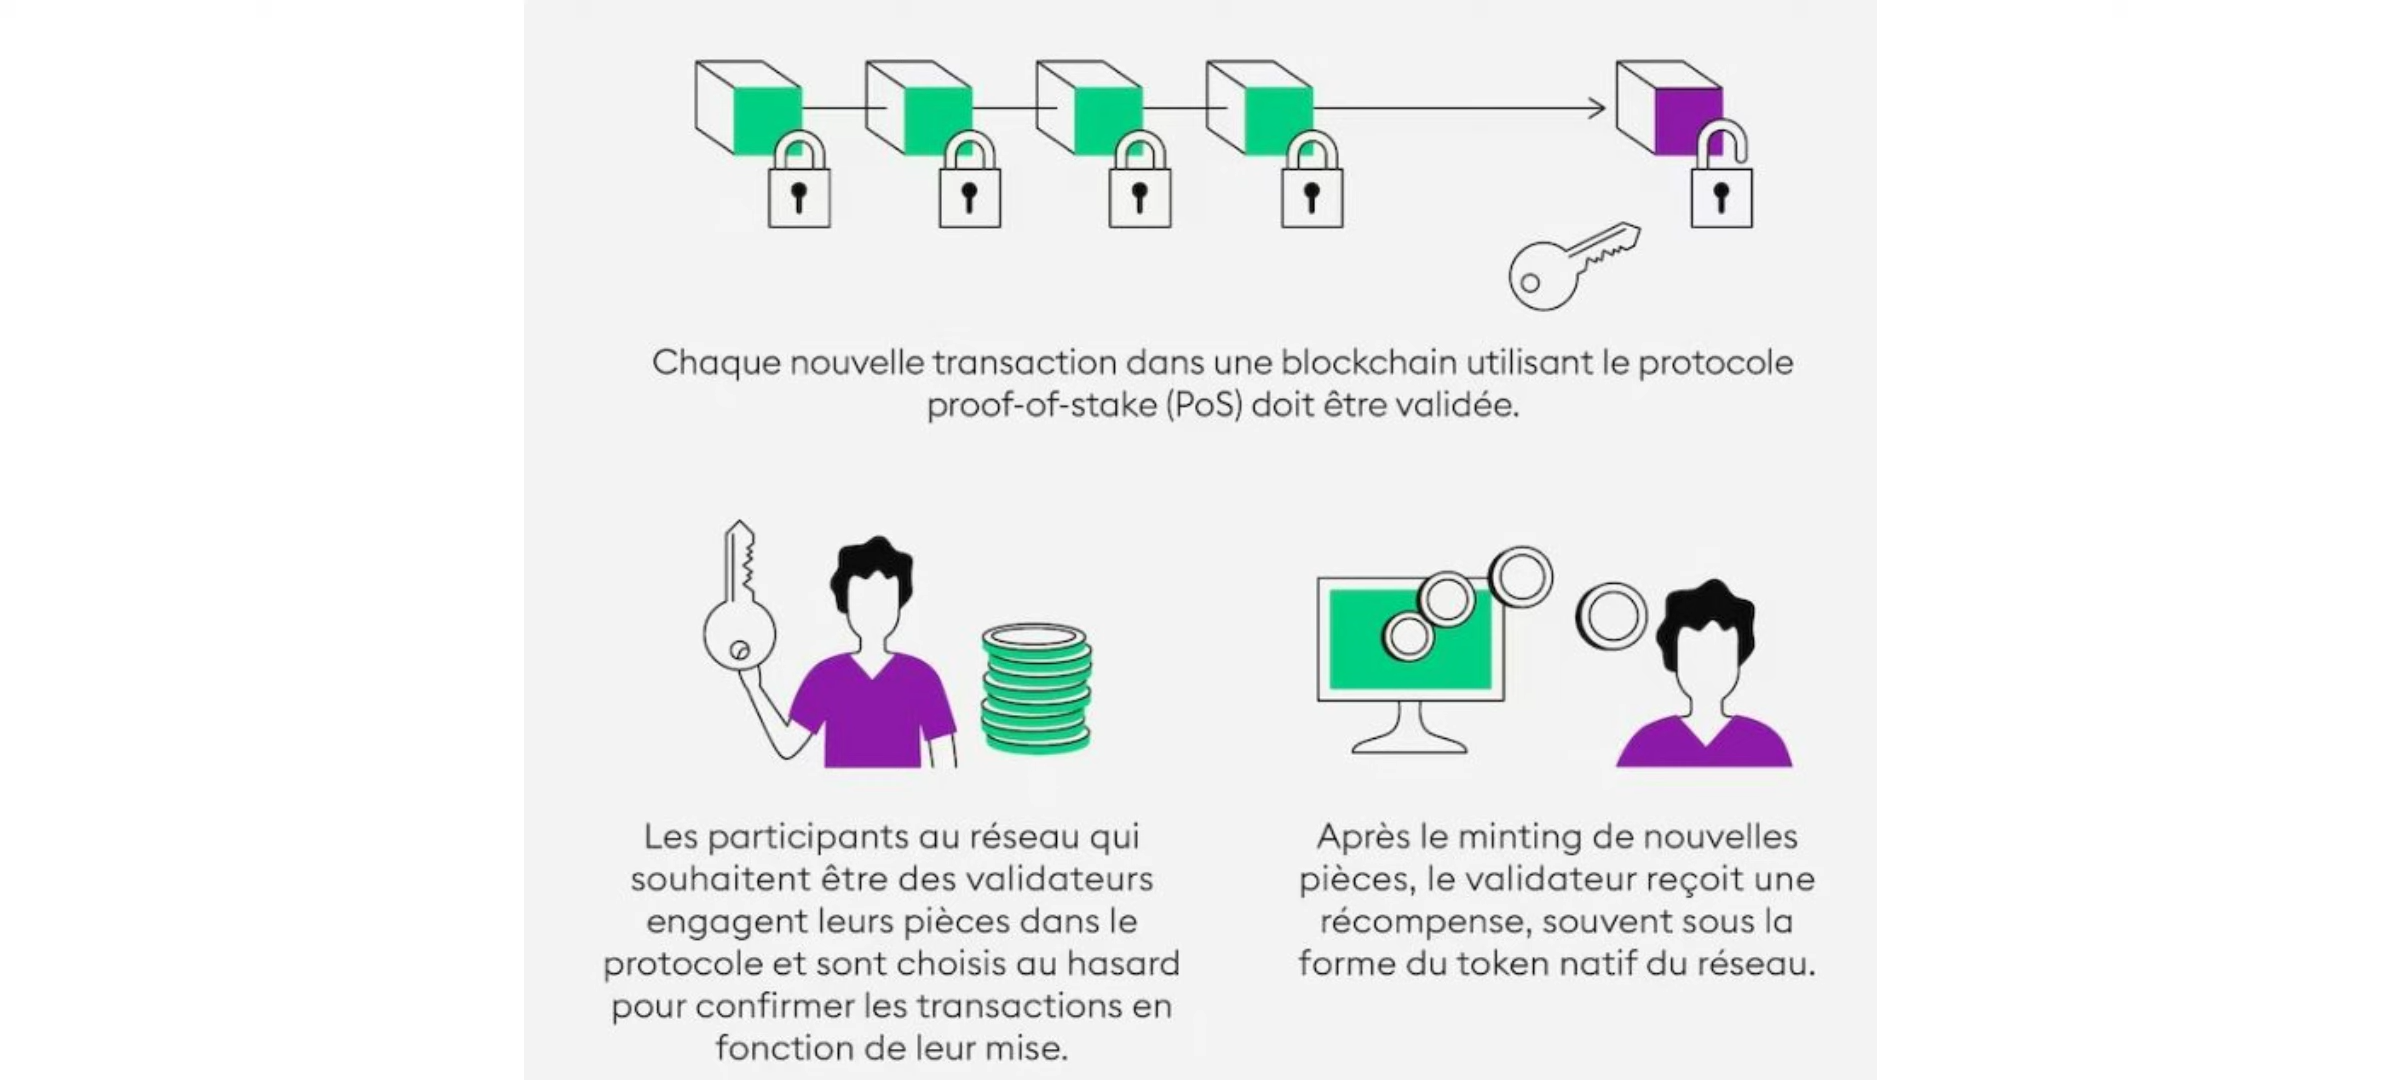 Chaque nouvelle transaction dans une blockchain utilisant le protocole
proof-of-stake (PoS) doit être validée.
Les participants au réseau qui
souhaitent être des validateurs
engagent leurs pièces dans le
protocole et sont choisis au hasard
pour confirmer les transactions en
fonction de leur mise.
Après le minting de nouvelles
pièces, le validateur reçoit une
récompense, souvent sous la
forme du token natif du réseau.